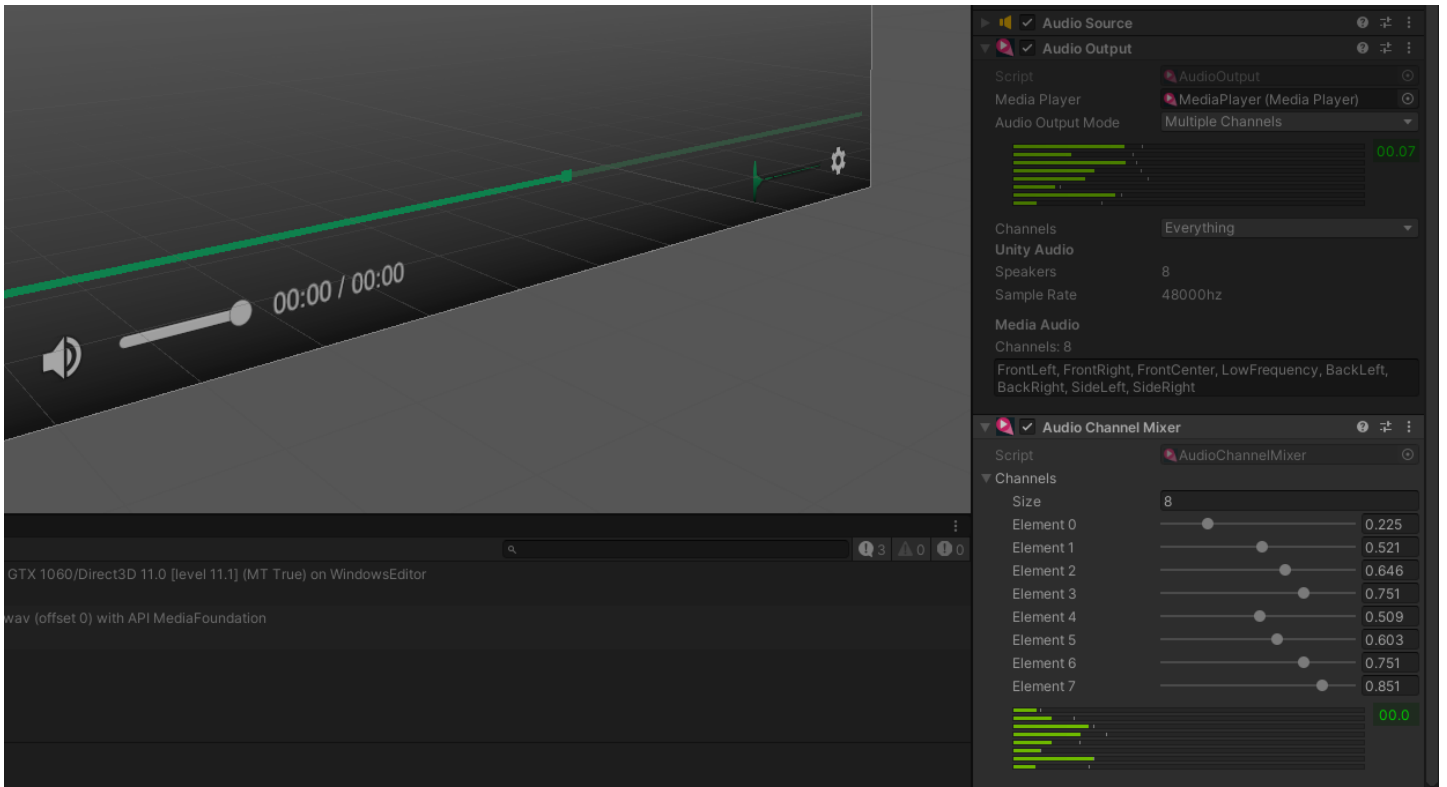 Audio Source
Audio Output
Script AudioOutput
Media Player MediaPlayer (Media Player)
Audio Output Mode Multiple Channels
00.07
Channels Everything
Unity Audio
Speakers 8
Sample Rate 48000hz
Media Audio
Channels: 8
FrontLeft, FrontRight, FrontCenter, LowFrequency, BackLeft,
BackRight, SideLeft, SideRight
Audio Channel Mixer
Script AudioChannelMixer
Channels
Size 8
Element 0 0.225
Element 1 0.521
Element 2 0.646
Element 3 0.751
Element 4 0.509
Element 5 0.603
Element 6 0.751
Element 7 0.851
00.0
00:00 / 00:00
3 0 0
GTX 1060/Direct3D 11.0 [level 11.1] (MT True) on WindowsEditor
wav (offset 0) with API MediaFoundation